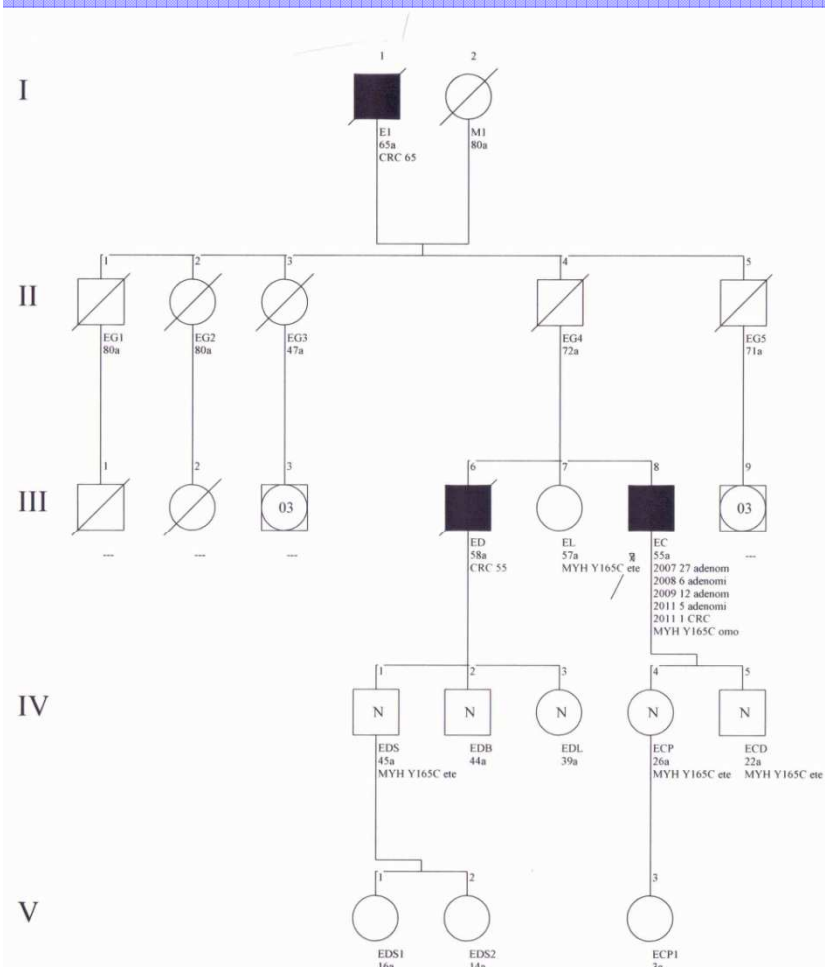 1 2
I
E1 M1
65a 80a
CRC 65
1 2 3 4 5
II
EG1 EG2 EG3 EG4 EG5
80a 80a 47a 72a 71a
1 2 3 6 7 8 9
III
03 03
--- --- --- ED EL EC ---
58a 57a 55a
CRC 55 MYH Y165C ete 2007 27 adenom
2008 6 adenomi
2009 12 adenom
2011 5 adenomi
2011 1 CRC
MYH Y165C omo
1 2 3 4 5
IV
N N N N N
EDS EDB EDL ECP ECD
45a 44a 39a 26a 22a
MYH Y165C ete MYH Y165C ete MYH Y165C ete
1 2 3
V
EDS1 EDS2 ECP1
16a 14a